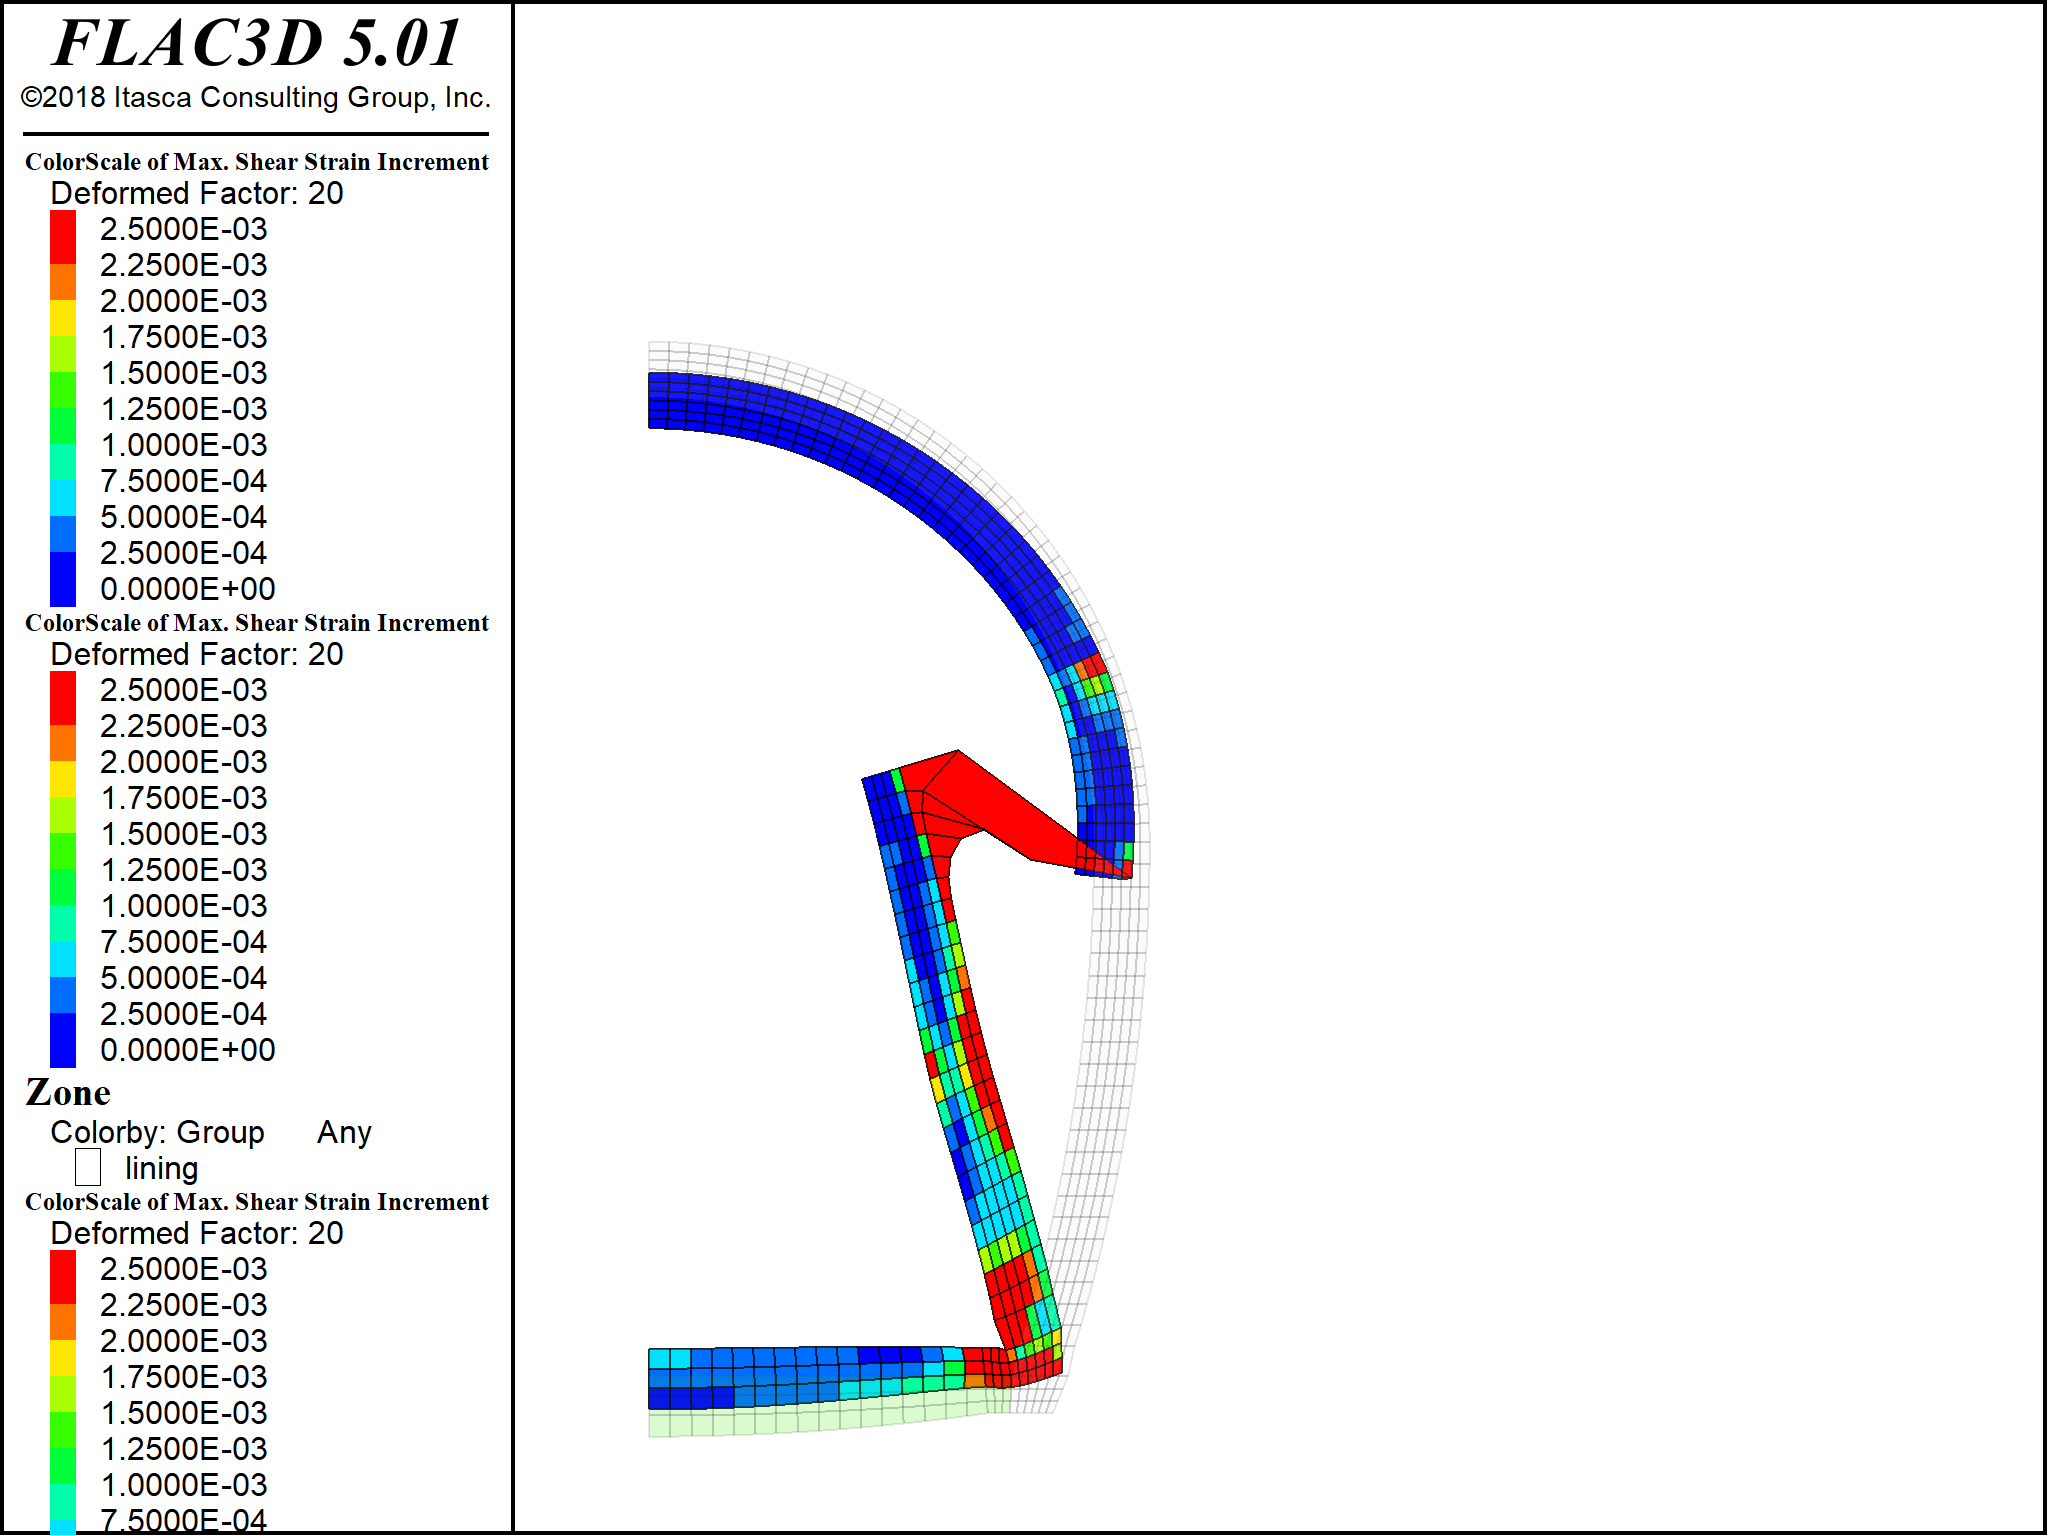 FLAC3D 5.01
©2018 Itasca Consulting Group, Inc.
ColorScale of Max. Shear Strain Increment
Deformed Factor: 20
2.5000E-03
2.2500E-03
2.0000E-03
1.7500E-03
1.5000E-03
1.2500E-03
1.0000E-03
7.5000E-04
5.0000E-04
2.5000E-04
0.0000E+00
ColorScale of Max. Shear Strain Increment
Deformed Factor: 20
2.5000E-03
2.2500E-03
2.0000E-03
1.7500E-03
1.5000E-03
1.2500E-03
1.0000E-03
7.5000E-04
5.0000E-04
2.5000E-04
0.0000E+00
Zone
Colorby: Group Any
lining
ColorScale of Max. Shear Strain Increment
Deformed Factor: 20
2.5000E-03
2.2500E-03
2.0000E-03
1.7500E-03
1.5000E-03
1.2500E-03
1.0000E-03
7.5000E-04